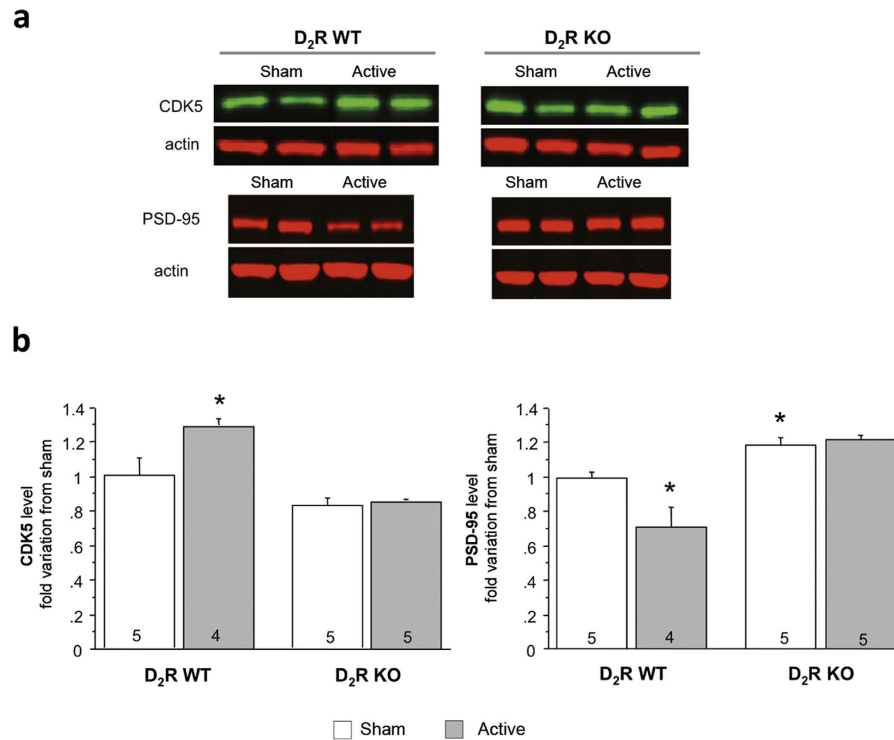 a
D₂R WT D₂R KO
Sham Active Sham Active
CDK5
actin
Sham Active Sham Active
PSD-95
actin
b
CDK5 level
fold variation from sham
1.4
1.2
1
.8
.6
.4
.2
0
*
5 4 5 5
D₂R WT D₂R KO
PSD-95 level
fold variation from sham
1.4
1.2
1
.8
.6
.4
.2
0
* *
5 4 5 5
D₂R WT D₂R KO
Sham Active